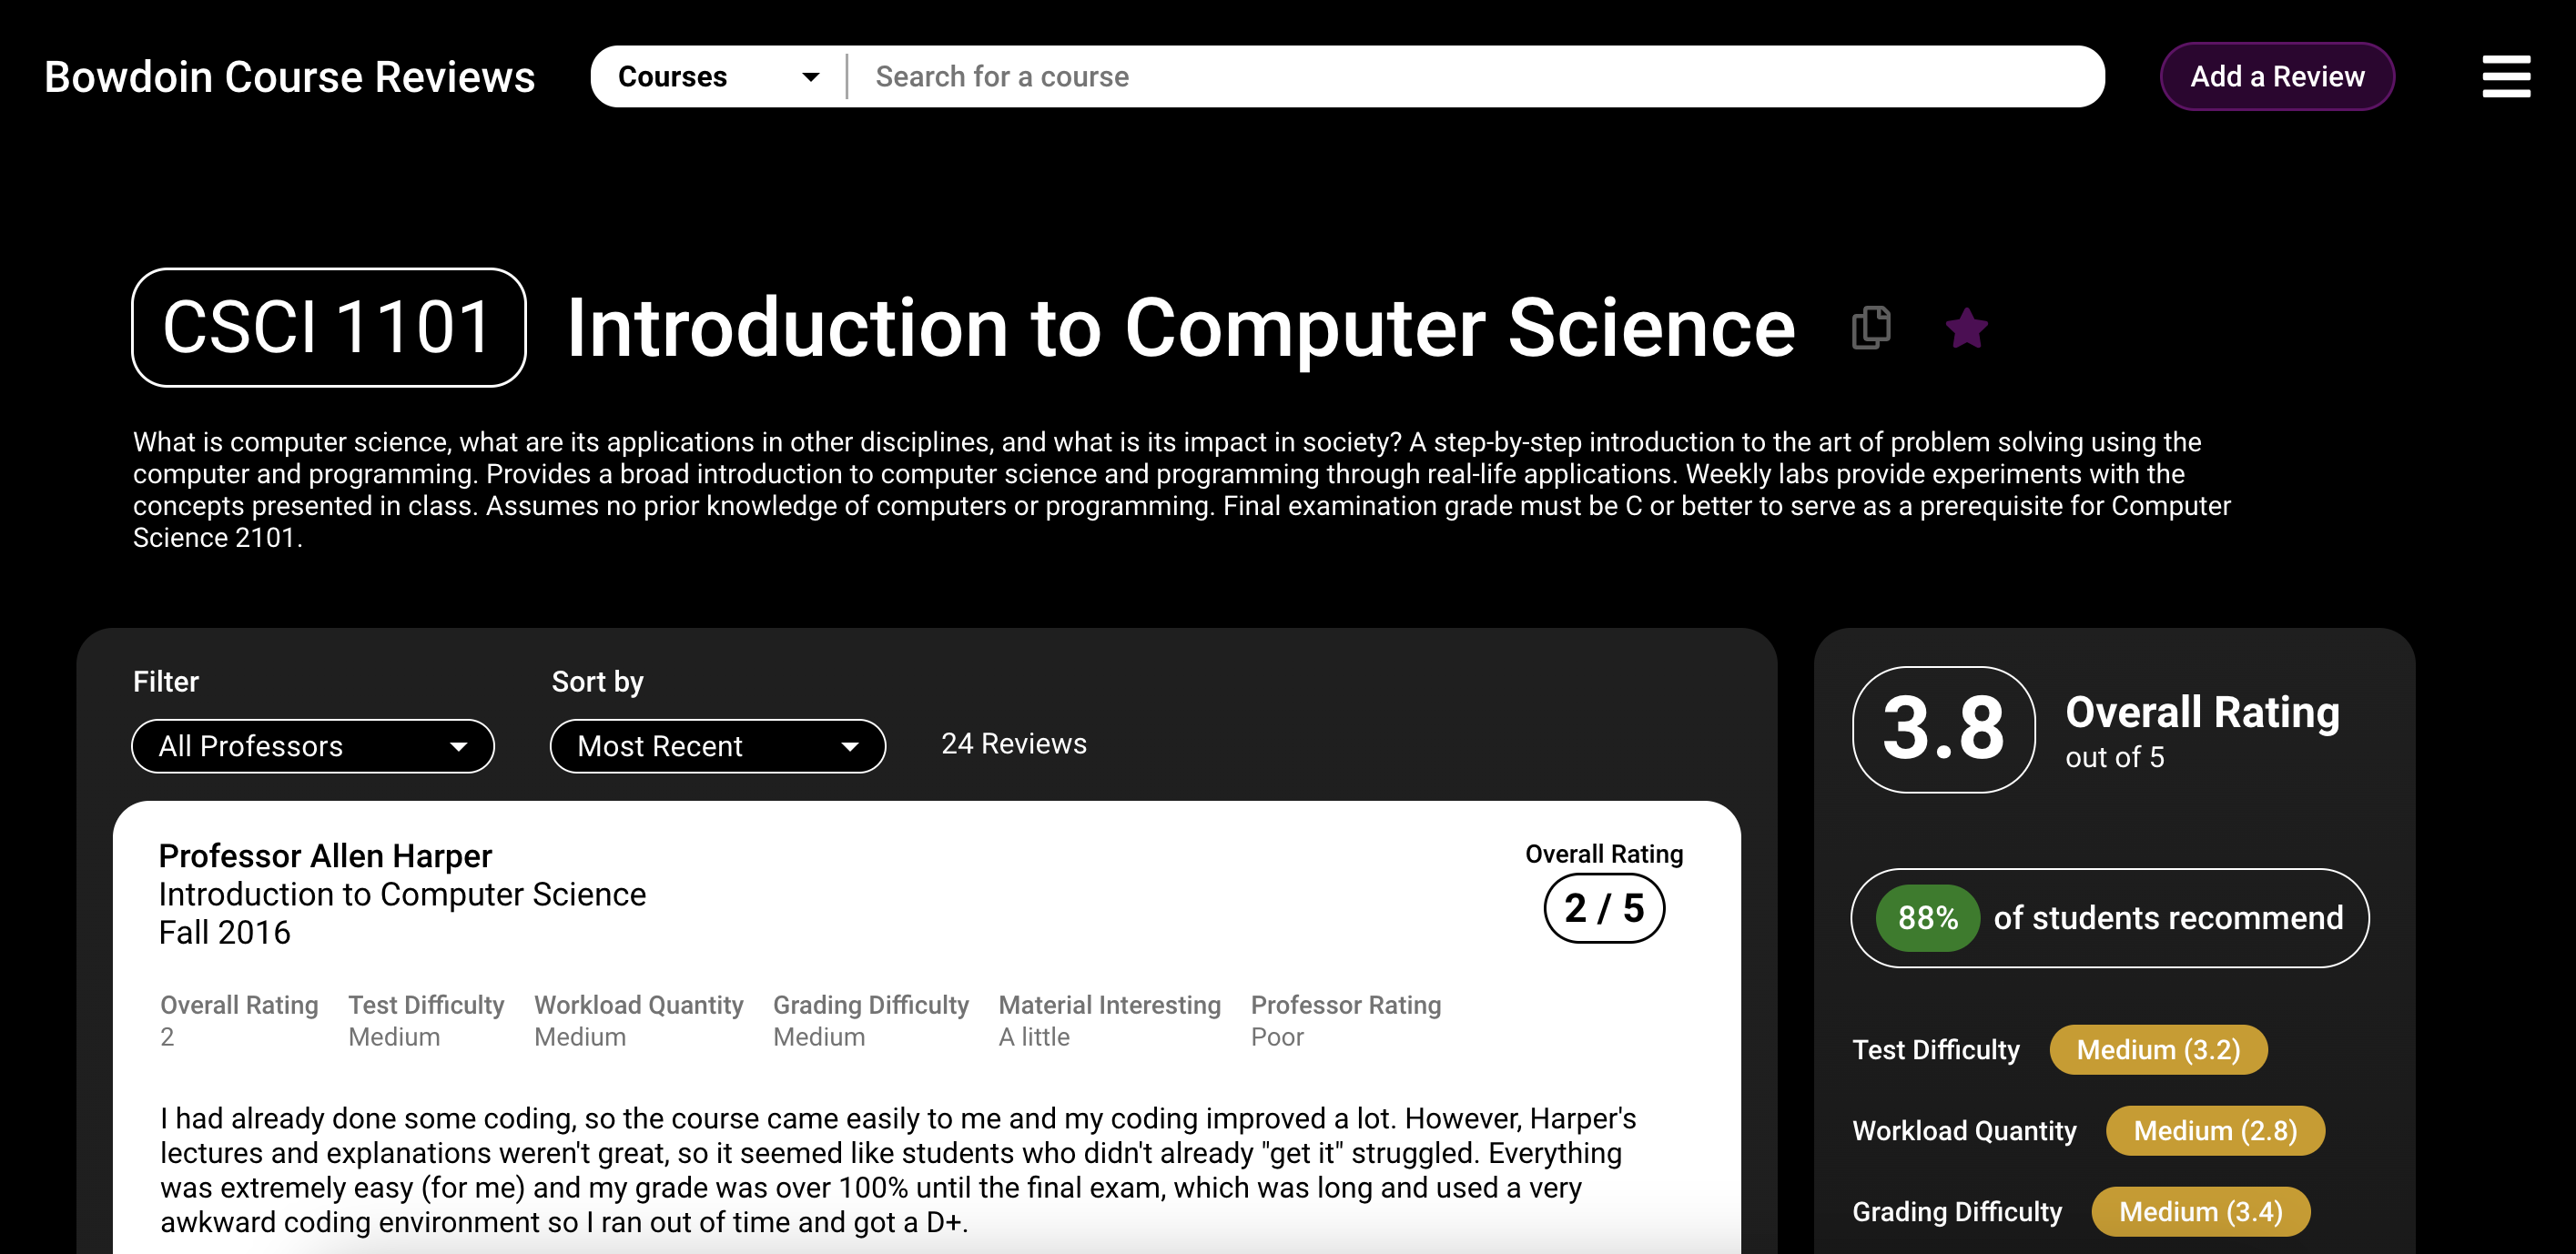 Bowdoin Course Reviews
Courses
Search for a course
Add a Review
CSCI 1101
Introduction to Computer Science
What is computer science, what are its applications in other disciplines, and what is its impact in society? A step-by-step introduction to the art of problem solving using the
computer and programming. Provides a broad introduction to computer science and programming through real-life applications. Weekly labs provide experiments with the
concepts presented in class. Assumes no prior knowledge of computers or programming. Final examination grade must be C or better to serve as a prerequisite for Computer
Science 2101.
Filter
Sort by
All Professors
Most Recent
24 Reviews
Professor Allen Harper
Introduction to Computer Science
Fall 2016
Overall Rating
2 / 5
Overall Rating Test Difficulty Workload Quantity Grading Difficulty Material Interesting Professor Rating
2 Medium Medium Medium A little Poor
I had already done some coding, so the course came easily to me and my coding improved a lot. However, Harper's
lectures and explanations weren't great, so it seemed like students who didn't already "get it" struggled. Everything
was extremely easy (for me) and my grade was over 100% until the final exam, which was long and used a very
awkward coding environment so I ran out of time and got a D+.
3.8
Overall Rating
out of 5
88% of students recommend
Test Difficulty Medium (3.2)
Workload Quantity Medium (2.8)
Grading Difficulty Medium (3.4)